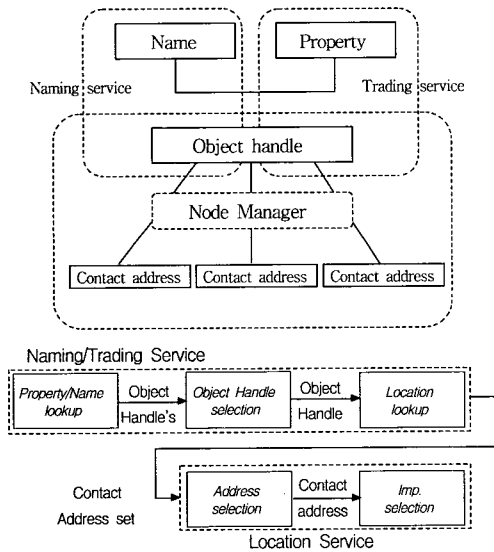 Name
Property
Naming service
Trading service
Object handle
Node Manager
Contact address
Contact address
Contact address
Naming/Trading Service
Property/Name
lookup
Object
Handle's
Object Handle
selection
Object
Handle
Location
lookup
Contact
Address set
Address
selection
Contact
address
Imp.
selection
Location Service